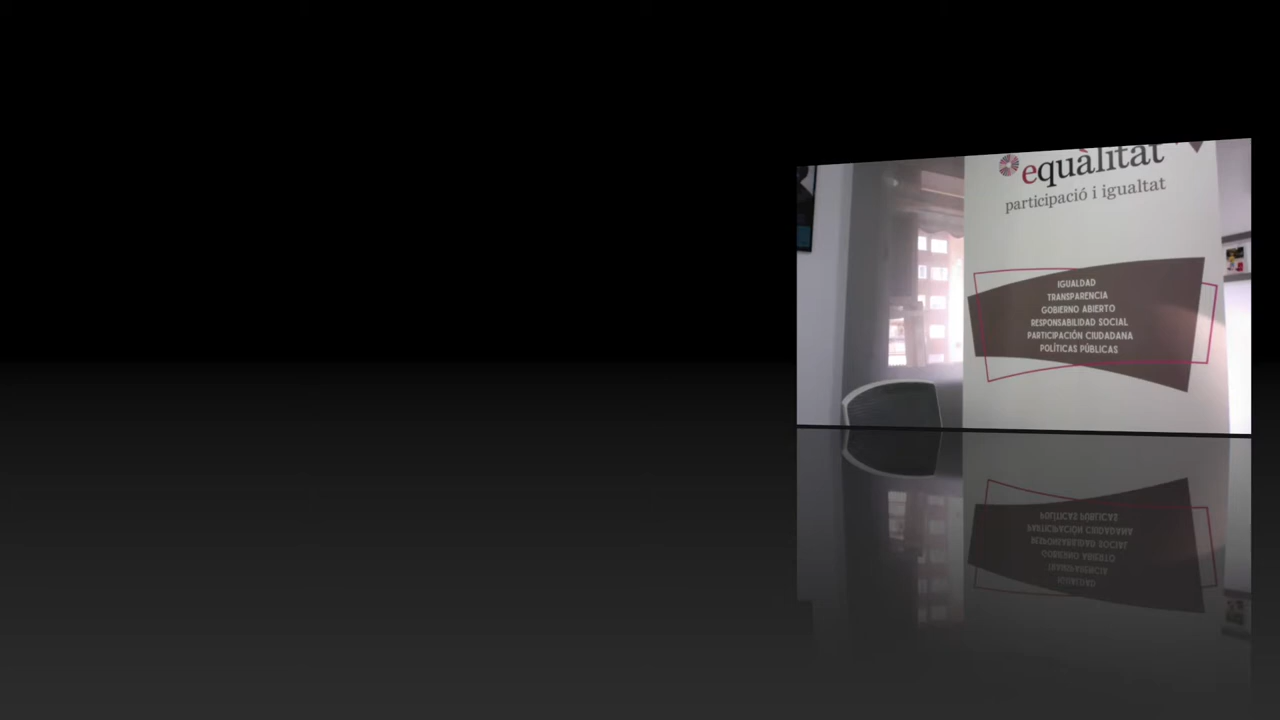 equàlitat
participació i igualtat
IGUALDAD
TRANSPARENCIA
GOBIERNO ABIERTO
RESPONSABILIDAD SOCIAL
PARTICIPACIÓN CIUDADANA
POLÍTICAS PÚBLICAS